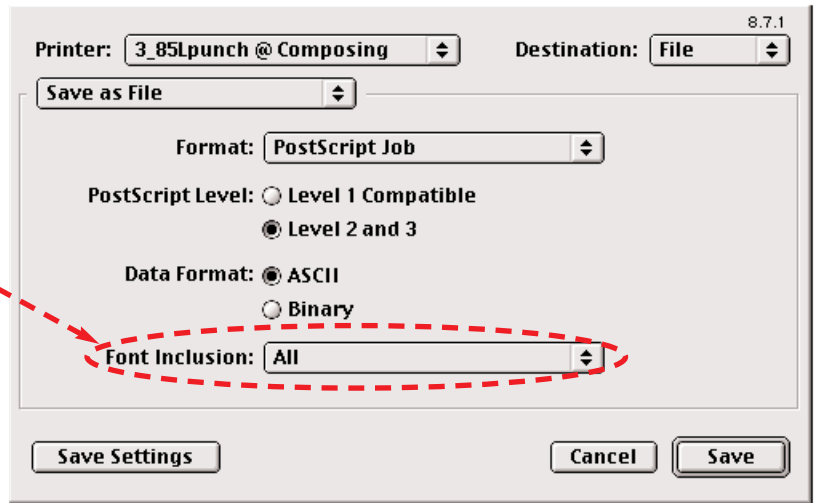 8.7.1
Printer: 3_85Lpunch @ Composing Destination: File
Save as File
Format: PostScript Job
PostScript Level: Level 1 Compatible
Level 2 and 3
Data Format: ASCII
Binary
Font Inclusion: All
Save Settings Cancel Save